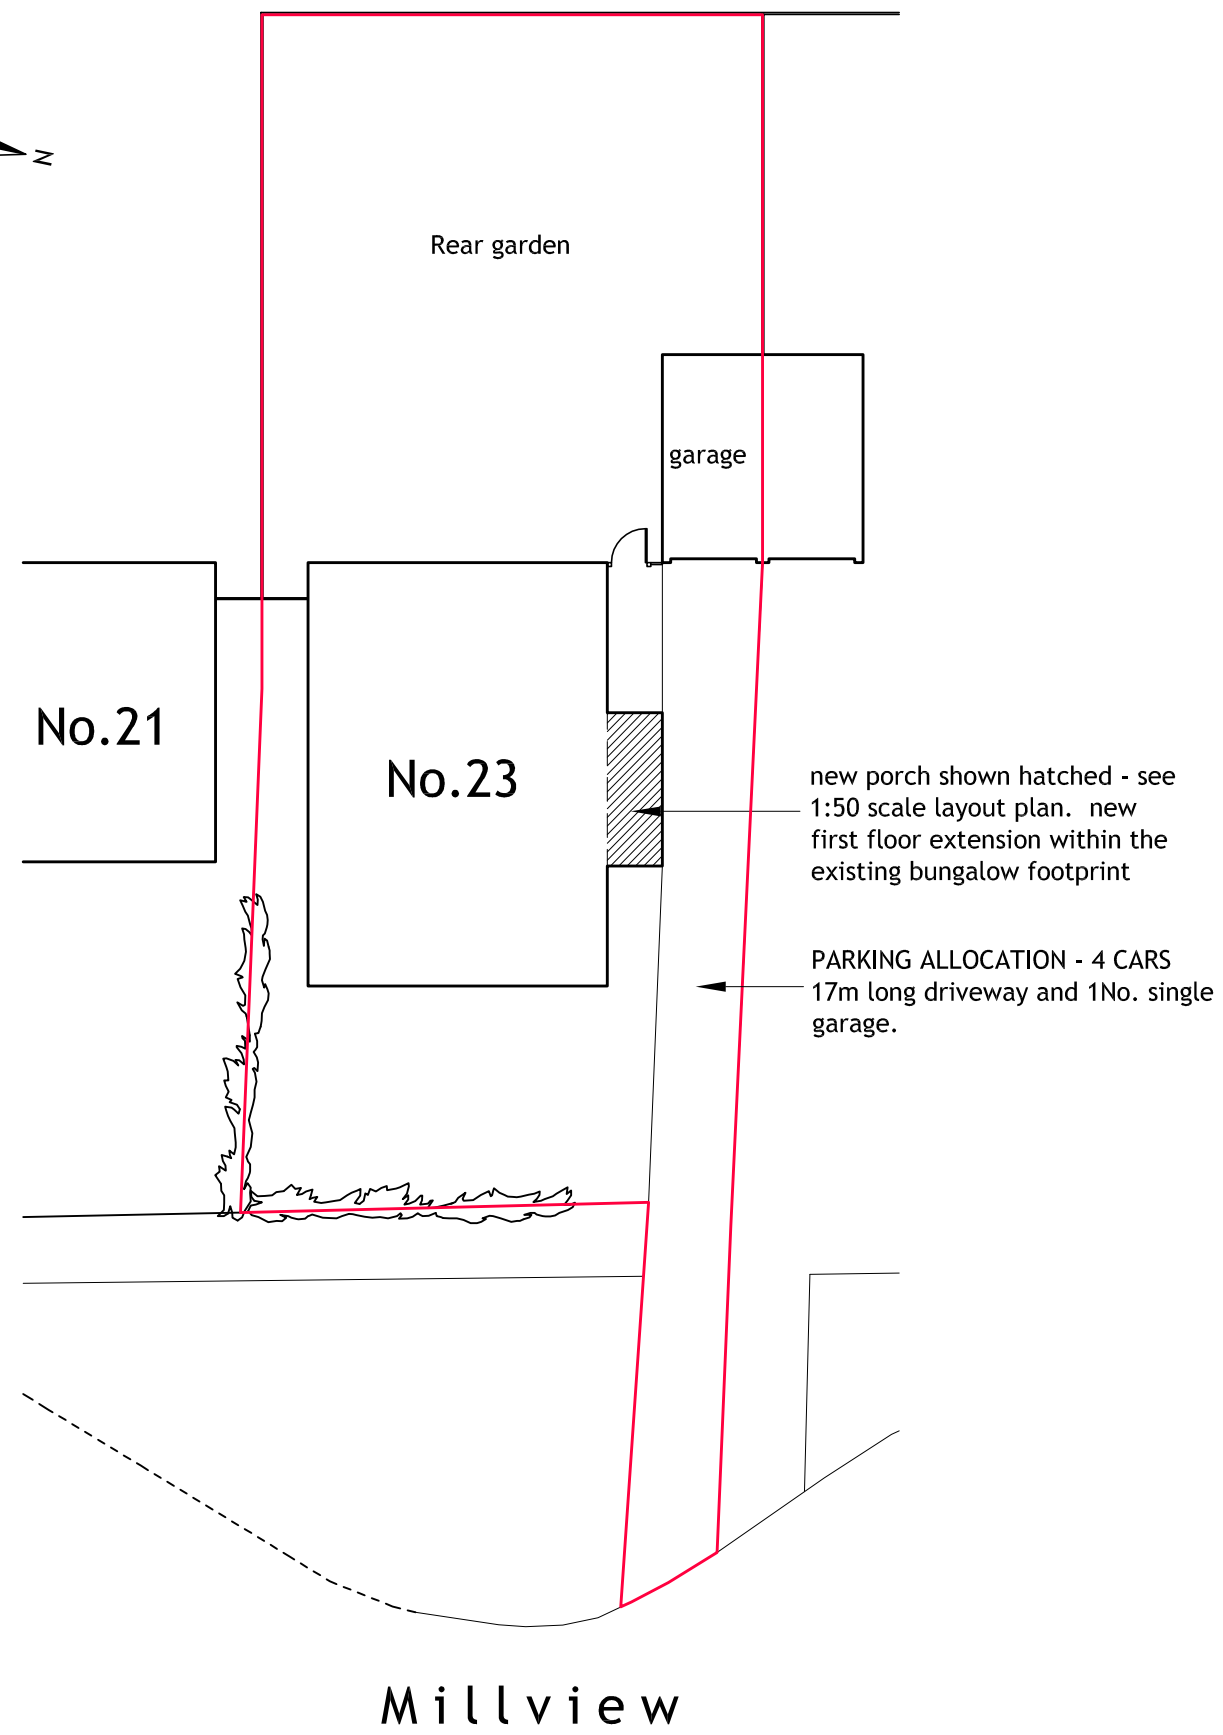 N
Rear garden
garage
No.21
No.23
new porch shown hatched - see
1:50 scale layout plan. new
first floor extension within the
existing bungalow footprint
PARKING ALLOCATION - 4 CARS
17m long driveway and 1No. single
garage.
Millview